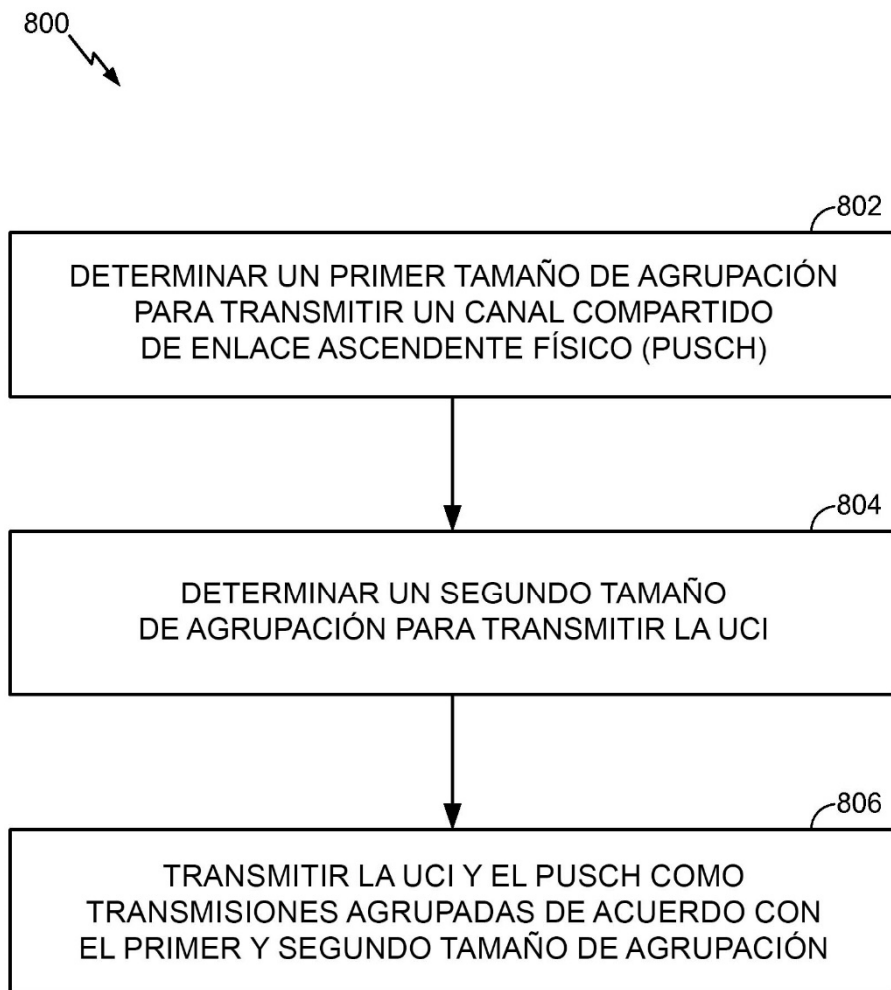 800
802
DETERMINAR UN PRIMER TAMAÑO DE AGRUPACIÓN
PARA TRANSMITIR UN CANAL COMPARTIDO
DE ENLACE ASCENDENTE FÍSICO (PUSCH)
804
DETERMINAR UN SEGUNDO TAMAÑO
DE AGRUPACIÓN PARA TRANSMITIR LA UCI
806
TRANSMITIR LA UCI Y EL PUSCH COMO
TRANSMISIONES AGRUPADAS DE ACUERDO CON
EL PRIMER Y SEGUNDO TAMAÑO DE AGRUPACIÓN